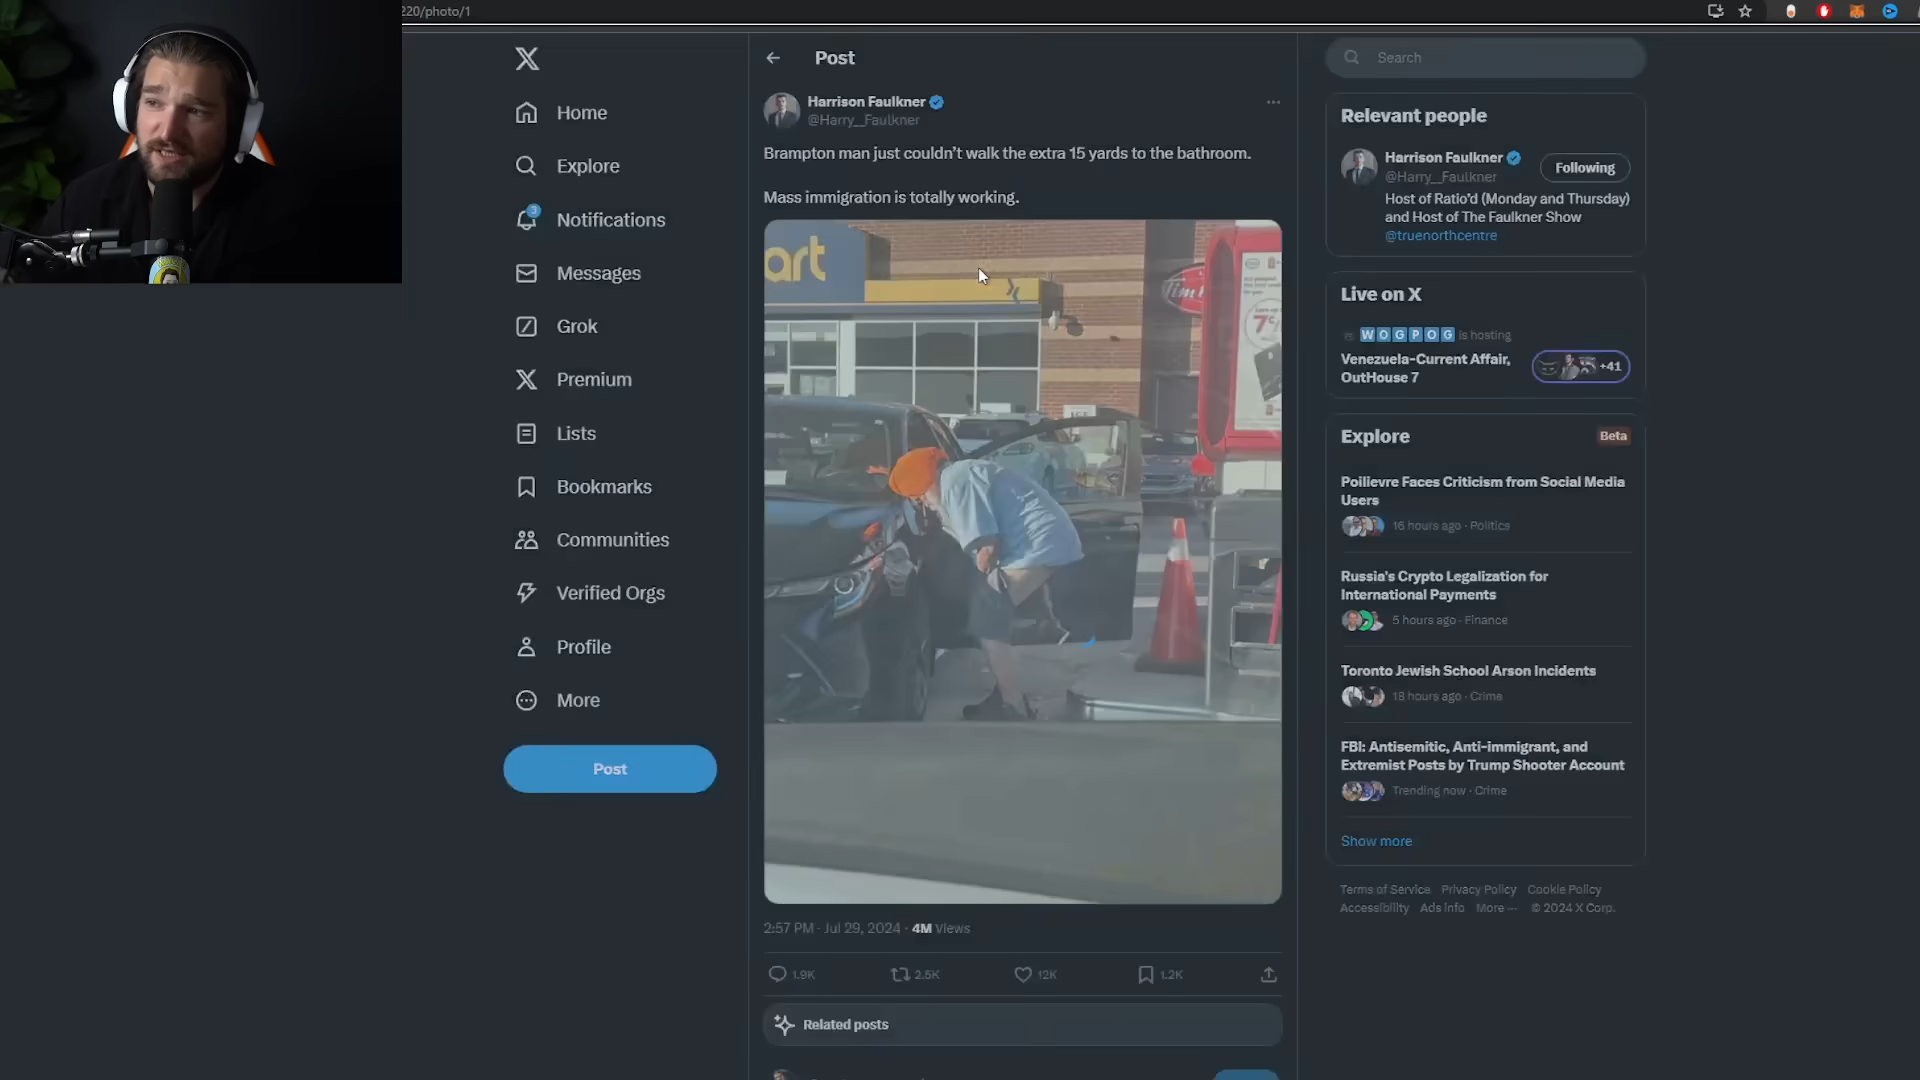 220/photo/1
Home
Explore
3
Notifications
Messages
Grok
Premium
Lists
Bookmarks
Communities
Verified Orgs
Profile
More
Post
Post
Harrison Faulkner
@Harry__Faulkner
Brampton man just couldn't walk the extra 15 yards to the bathroom.
Mass immigration is totally working.
art
Tim
7¢
2:57 PM · Jul 29, 2024 · 4M Views
1.9K 2.5K 12K 1.2K
Related posts
Search
Relevant people
Harrison Faulkner
@Harry__Faulkner
Following
Host of Ratio'd (Monday and Thursday)
and Host of The Faulkner Show
@truenorthcentre
Live on X
WOGPOG is hosting
Venezuela-Current Affair,
OutHouse 7
+41
Explore
Beta
Poilievre Faces Criticism from Social Media
Users
16 hours ago · Politics
Russia's Crypto Legalization for
International Payments
5 hours ago · Finance
Toronto Jewish School Arson Incidents
18 hours ago · Crime
FBI: Antisemitic, Anti-immigrant, and
Extremist Posts by Trump Shooter Account
Trending now · Crime
Show more
Terms of Service Privacy Policy Cookie Policy
Accessibility Ads info More ··· © 2024 X Corp.